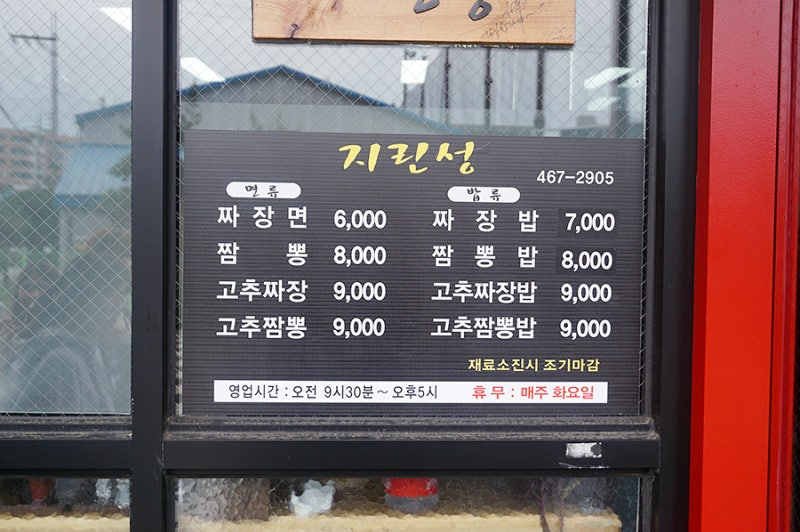 지린성
467-2905
면 류
짜 장 면 6,000
짬 뽕 8,000
고추짜장 9,000
고추짬뽕 9,000
밥 류
짜 장 밥 7,000
짬 뽕 밥 8,000
고추짜장밥 9,000
고추짬뽕밥 9,000
재료소진시 조기마감
영업시간 : 오전 9시30분~오후5시 휴 무 : 매주 화요일